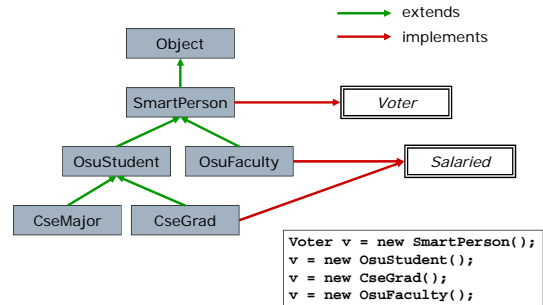 extends
implements
Object
SmartPerson
Voter
OsuStudent
OsuFaculty
Salaried
CseMajor
CseGrad
Voter v = new SmartPerson();
v = new OsuStudent();
v = new CseGrad();
v = new OsuFaculty();